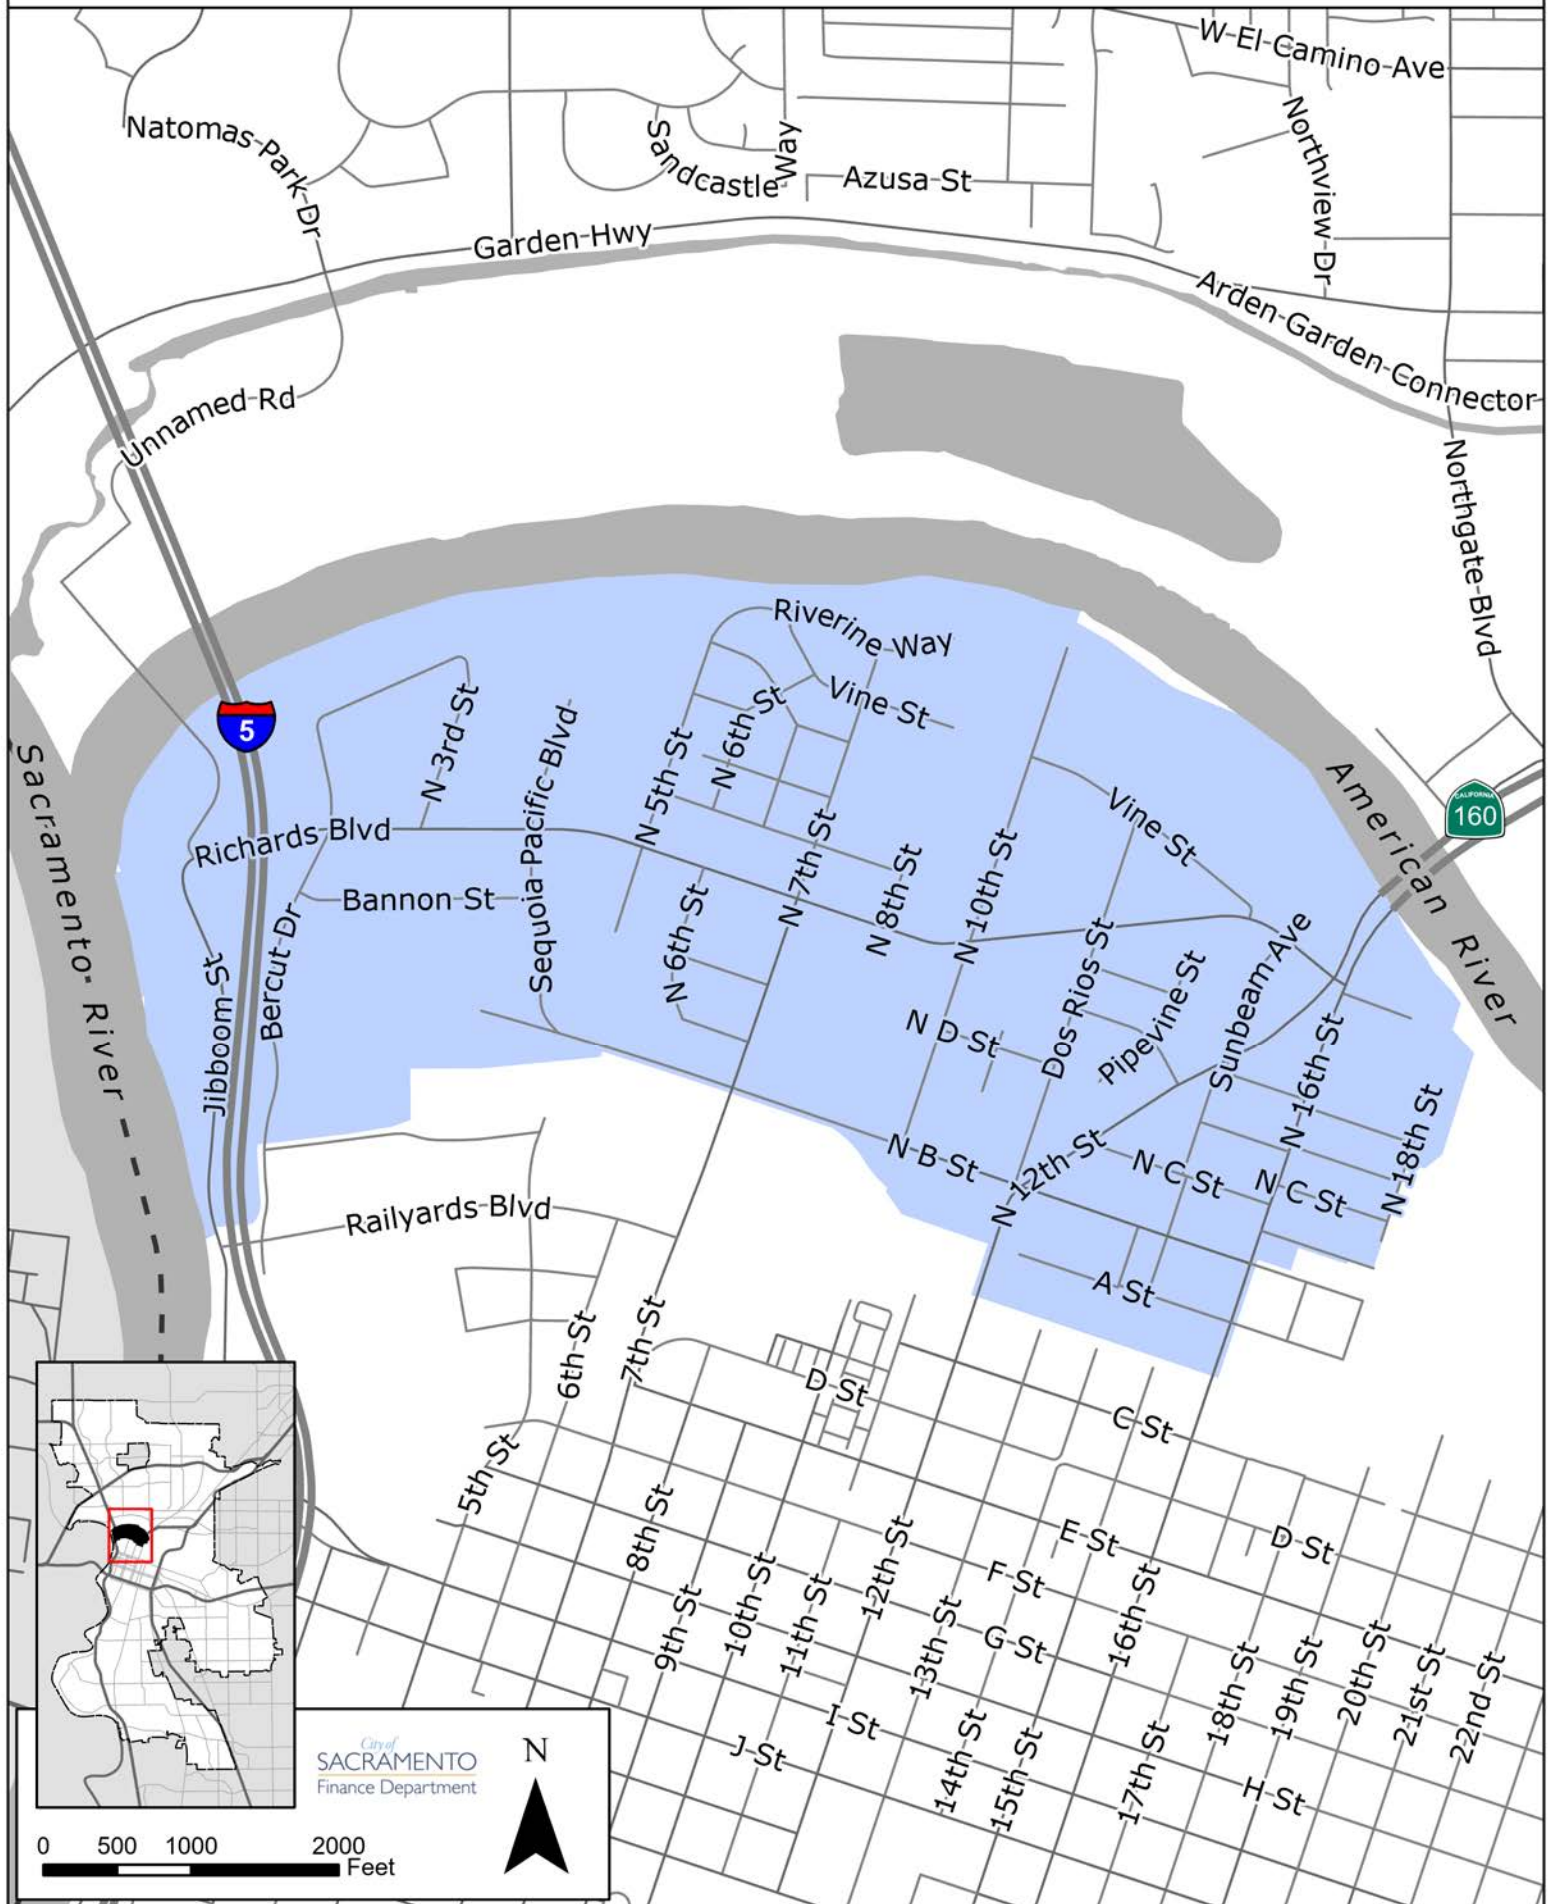 W El Camino Ave
Natomas Park Dr
Sandcastle Way
Azusa St
Northview Dr
Garden Hwy
Arden Garden Connector
Unnamed Rd
Northgate Blvd
Riverine Way
Vine St
N 6th St
N 3rd St
5
Sequoia Pacific Blvd
N 5th St
Sacramento River
American River
CALIFORNIA
160
Vine St
Richards Blvd
N 7th St
N 8th St
N 10th St
Bannon St
N 6th St
Bercut Dr
Jibboom St
Dos Rios St
Pipevine St
Sunbeam Ave
N D St
N 16th St
N 18th St
N B St
N 12th St
N C St
N C St
Railyards Blvd
A St
6th St
7th St
D St
C St
5th St
8th St
E St
D St
F St
12th St
G St
9th St
10th St
11th St
13th St
16th St
18th St
19th St
20th St
21st St
22nd St
I St
J St
14th St
15th St
17th St
H St
City of
SACRAMENTO
Finance Department
N
0 500 1000 2000
Feet